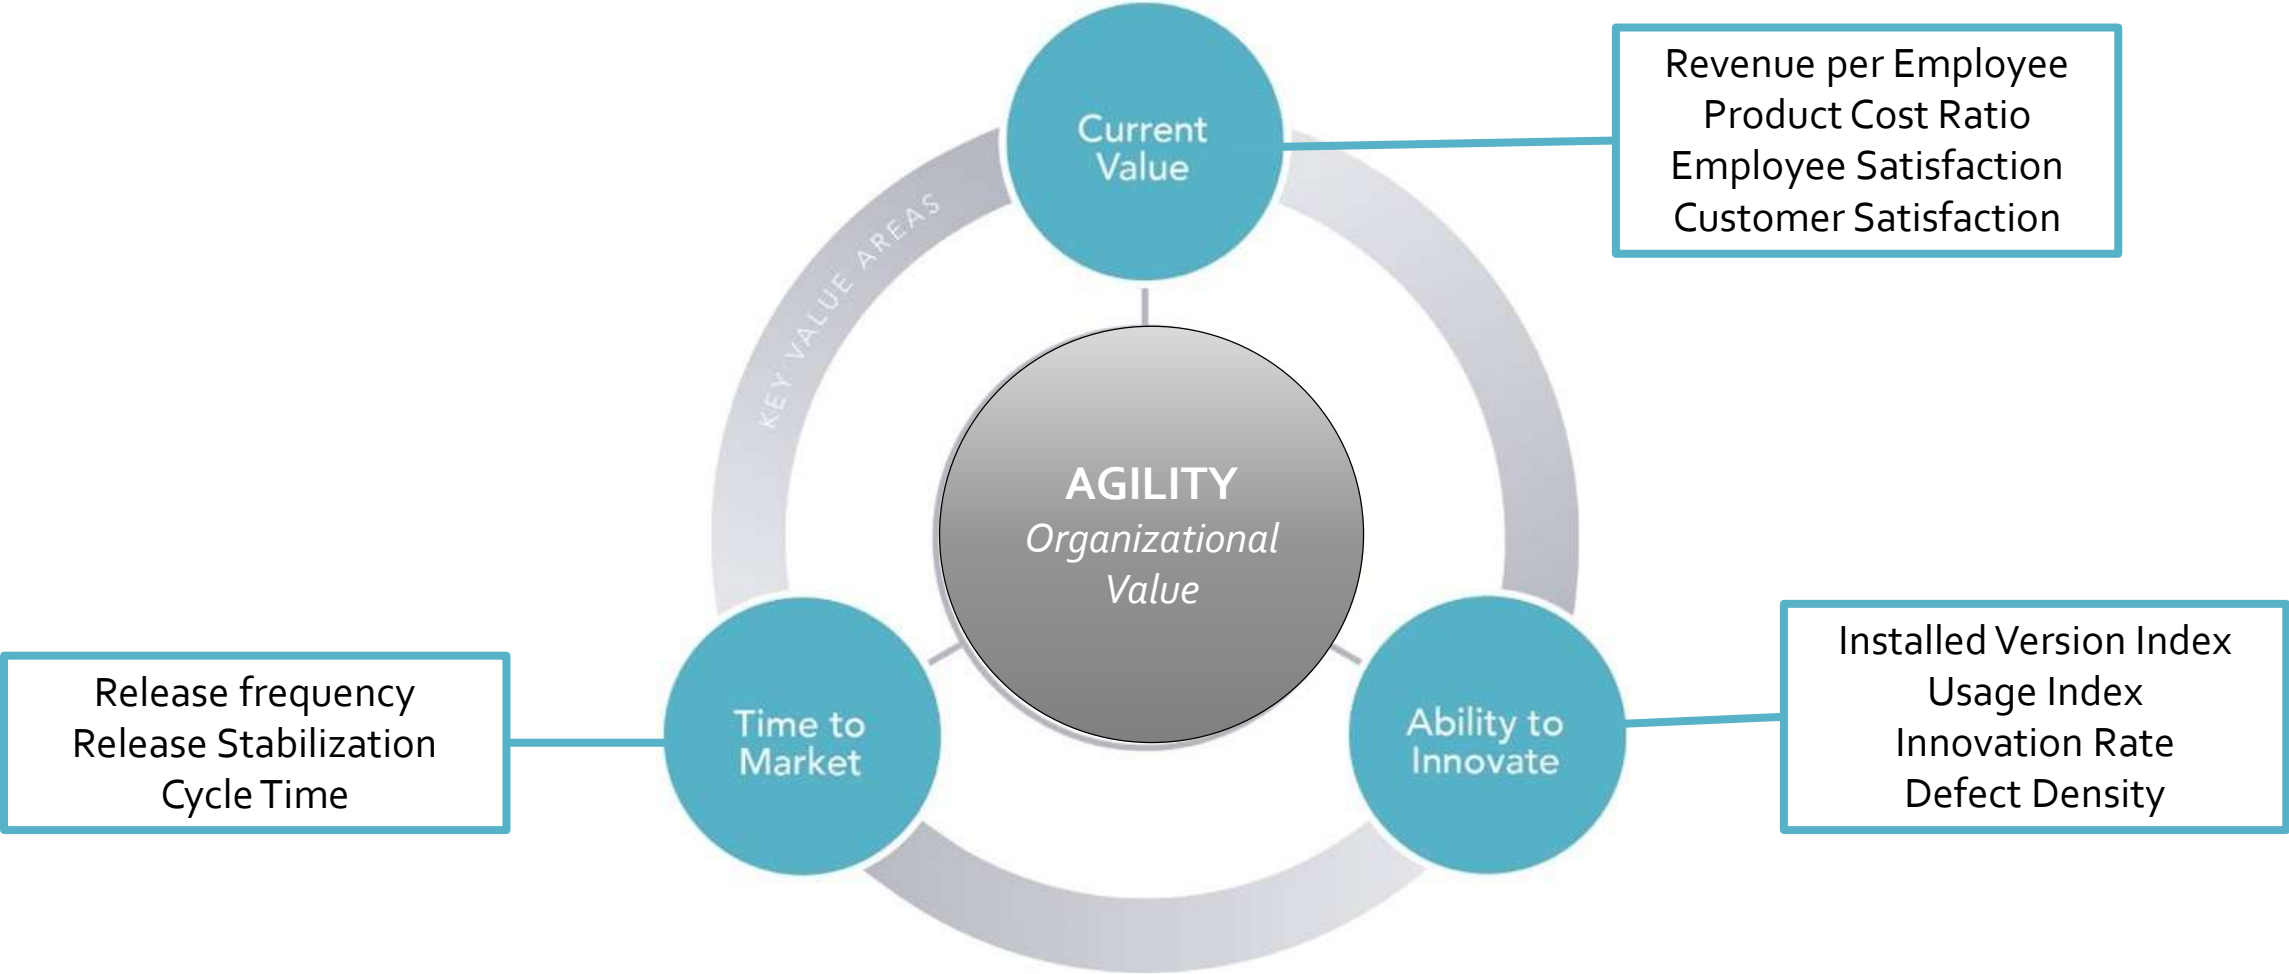 Current
Value
Revenue per Employee
Product Cost Ratio
Employee Satisfaction
Customer Satisfaction
KEY VALUE AREAS
AGILITY
Organizational
Value
Release frequency
Release Stabilization
Cycle Time
Time to
Market
Ability to
Innovate
Installed Version Index
Usage Index
Innovation Rate
Defect Density